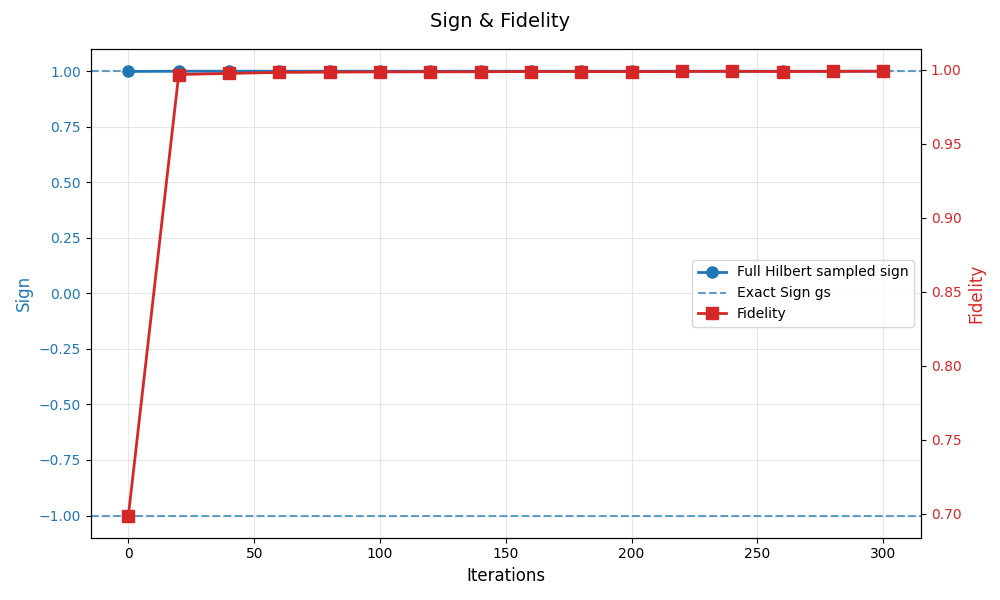 Sign & Fidelity
Sign
1.00
0.75
0.50
0.25
0.00
−0.25
−0.50
−0.75
−1.00
Full Hilbert sampled sign
Exact Sign gs
Fidelity
1.00
0.95
0.90
0.85
0.80
0.75
0.70
Fidelity
0 50 100 150 200 250 300
Iterations